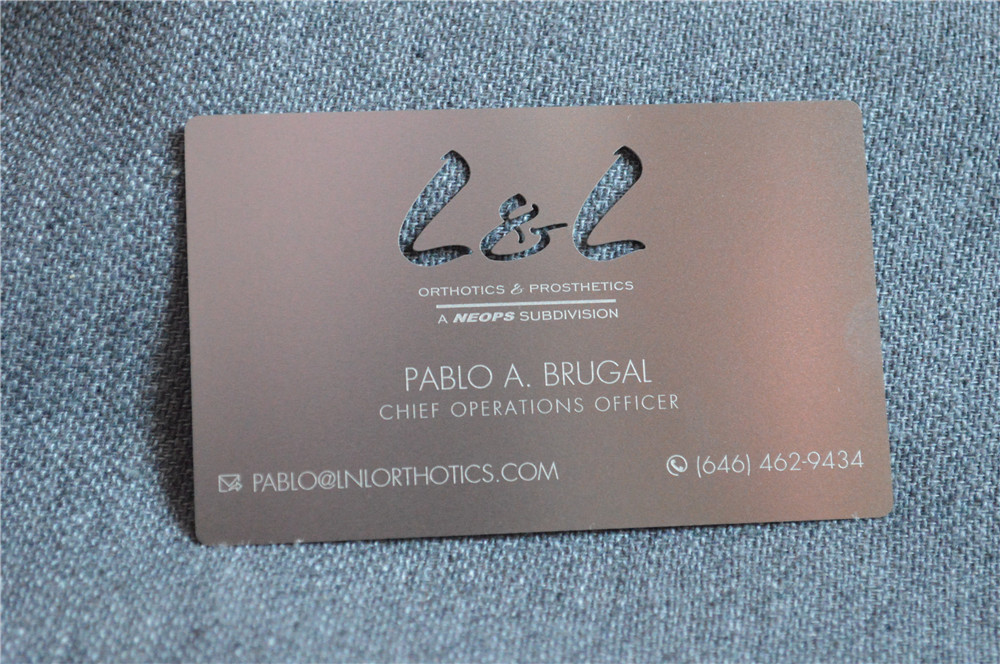 L&L
ORTHOTICS & PROSTHETICS
A NEOPS SUBDIVISION
PABLO A. BRUGAL
CHIEF OPERATIONS OFFICER
PABLO@LNLORTHOTICS.COM
(646) 462-9434